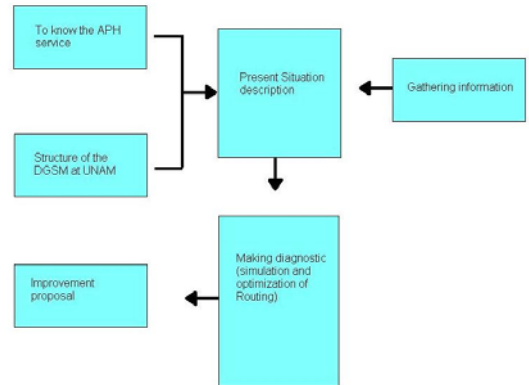 To know the APH
service
Present Situation
description
Gathering information
Structure of the
DGSM at UNAM
Making diagnostic
(simulation and
optimization of
Routing)
Improvement
proposal